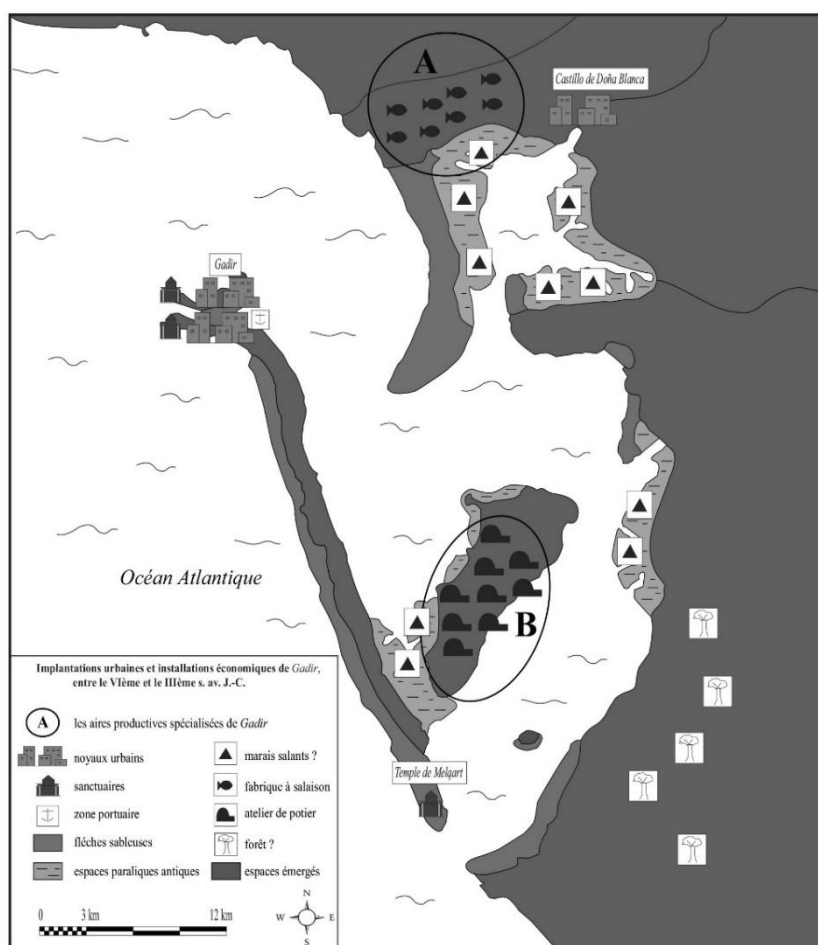 A
Castillo de Doña Blanca
Gadir
Océan Atlantique
B
Temple de Melqart
Implantations urbaines et installations économiques de Gadir,
entre le VIème et le IIIème s. av. J.-C.
A les aires productives spécialisées de Gadir
noyaux urbains
sanctuaires
zone portuaire
fléches sableuses
espaces paraliques antiques
marais salants ?
fabrique à salaison
atelier de potier
forêt ?
espaces émergés
0 3 km 12 km
N
W E
S